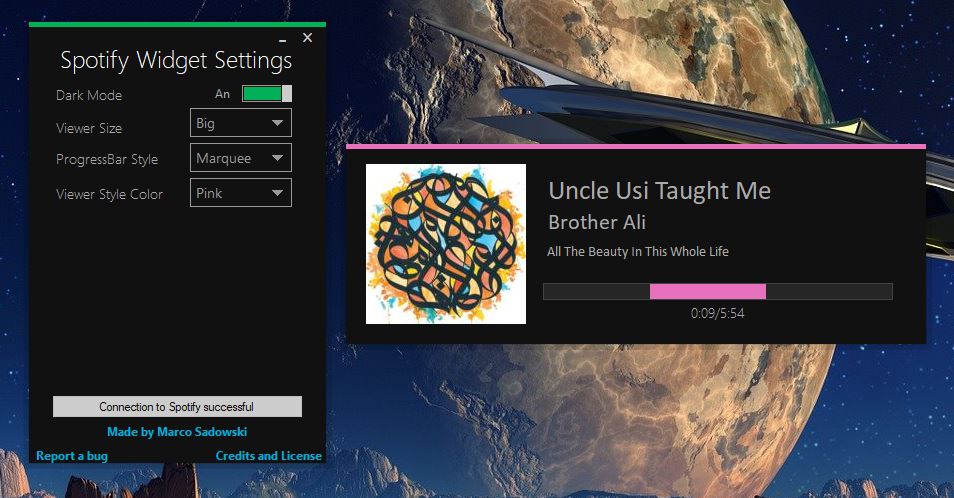 Spotify Widget Settings
Dark Mode An
Viewer Size Big
ProgressBar Style Marquee
Viewer Style Color Pink
Connection to Spotify successful
Made by Marco Sadowski
Report a bug Credits and License
Uncle Usi Taught Me
Brother Ali
All The Beauty In This Whole Life
0:09/5:54